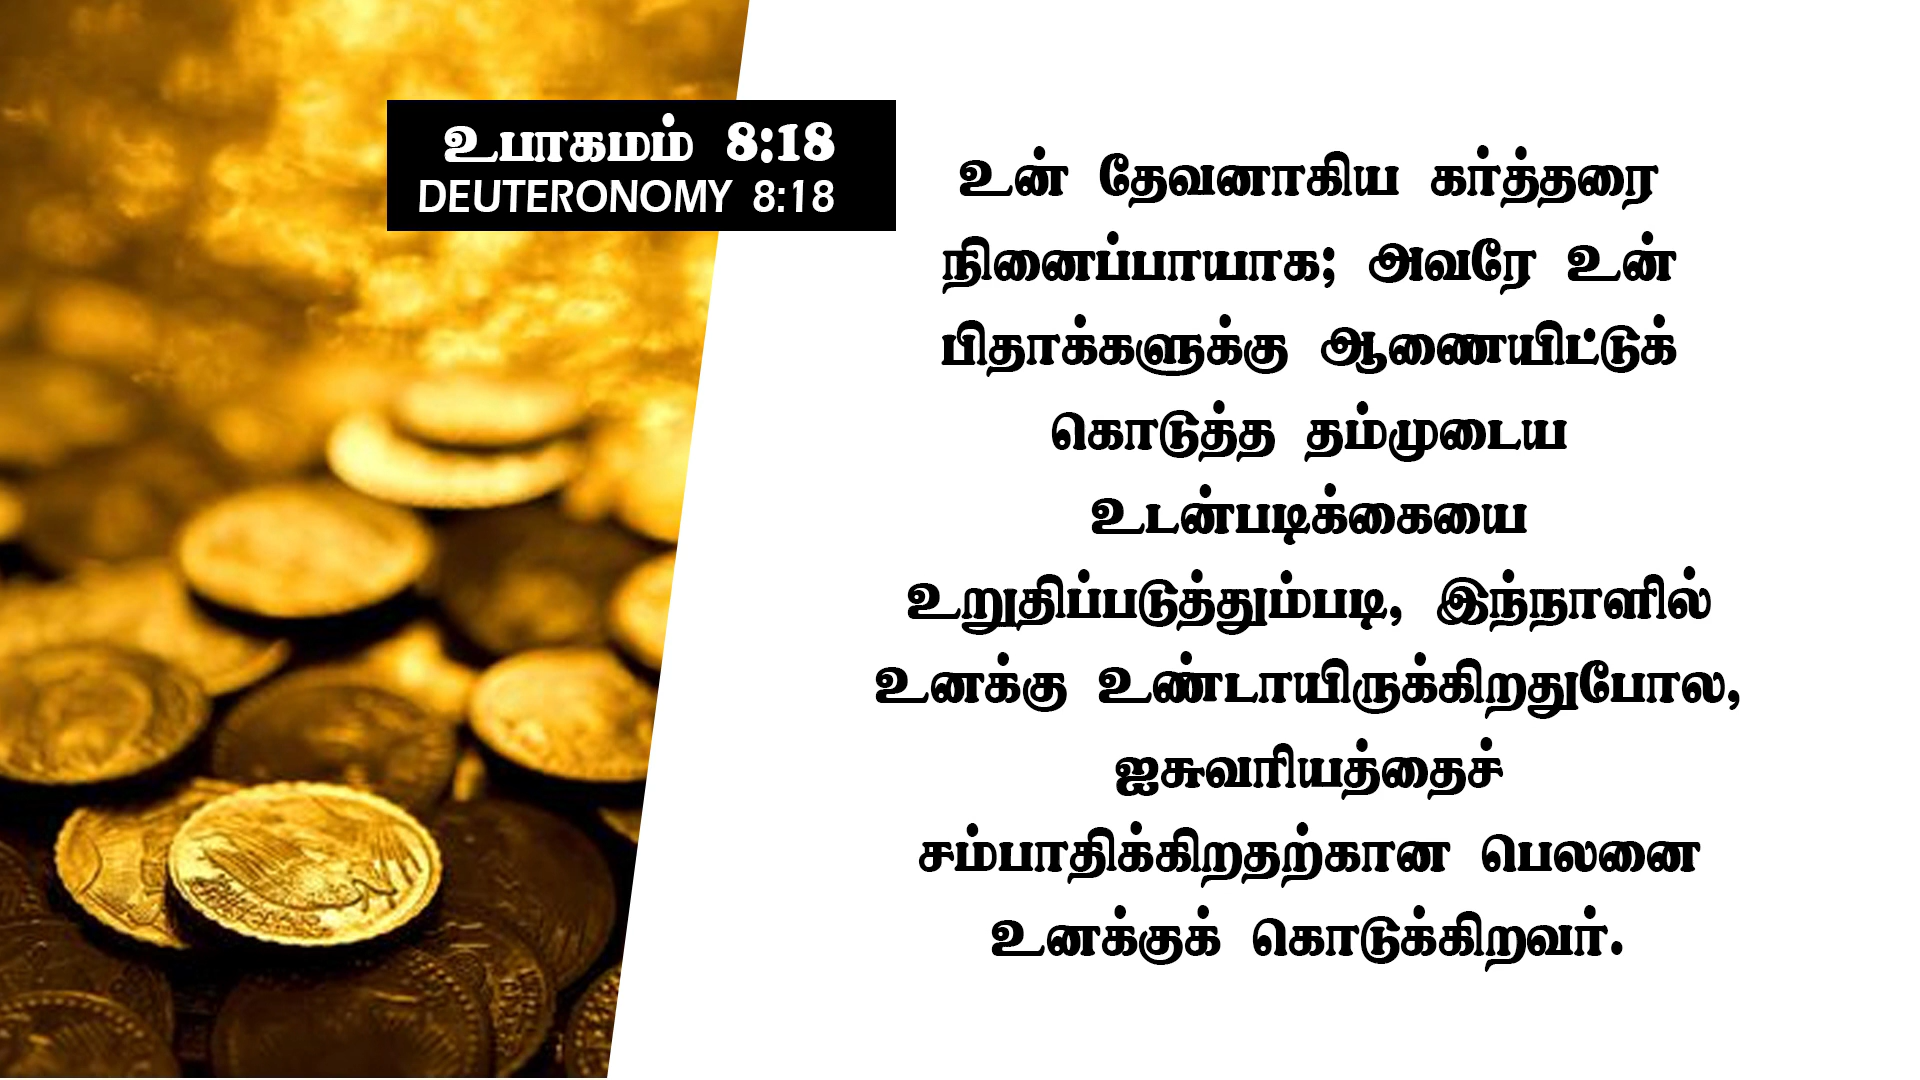 உபாகமம் 8:18
DEUTERONOMY 8:18
உன் தேவனாகிய கர்த்தரை
நினைப்பாயாக; அவரே உன்
பிதாக்களுக்கு ஆணையிட்டுக்
கொடுத்த தம்முடைய
உடன்படிக்கையை
உறுதிப்படுத்தும்படி, இந்நாளில்
உனக்கு உண்டாயிருக்கிறதுபோல,
ஐசுவரியத்தைச்
சம்பாதிக்கிறதற்கான பெலனை
உனக்குக் கொடுக்கிறவர்.